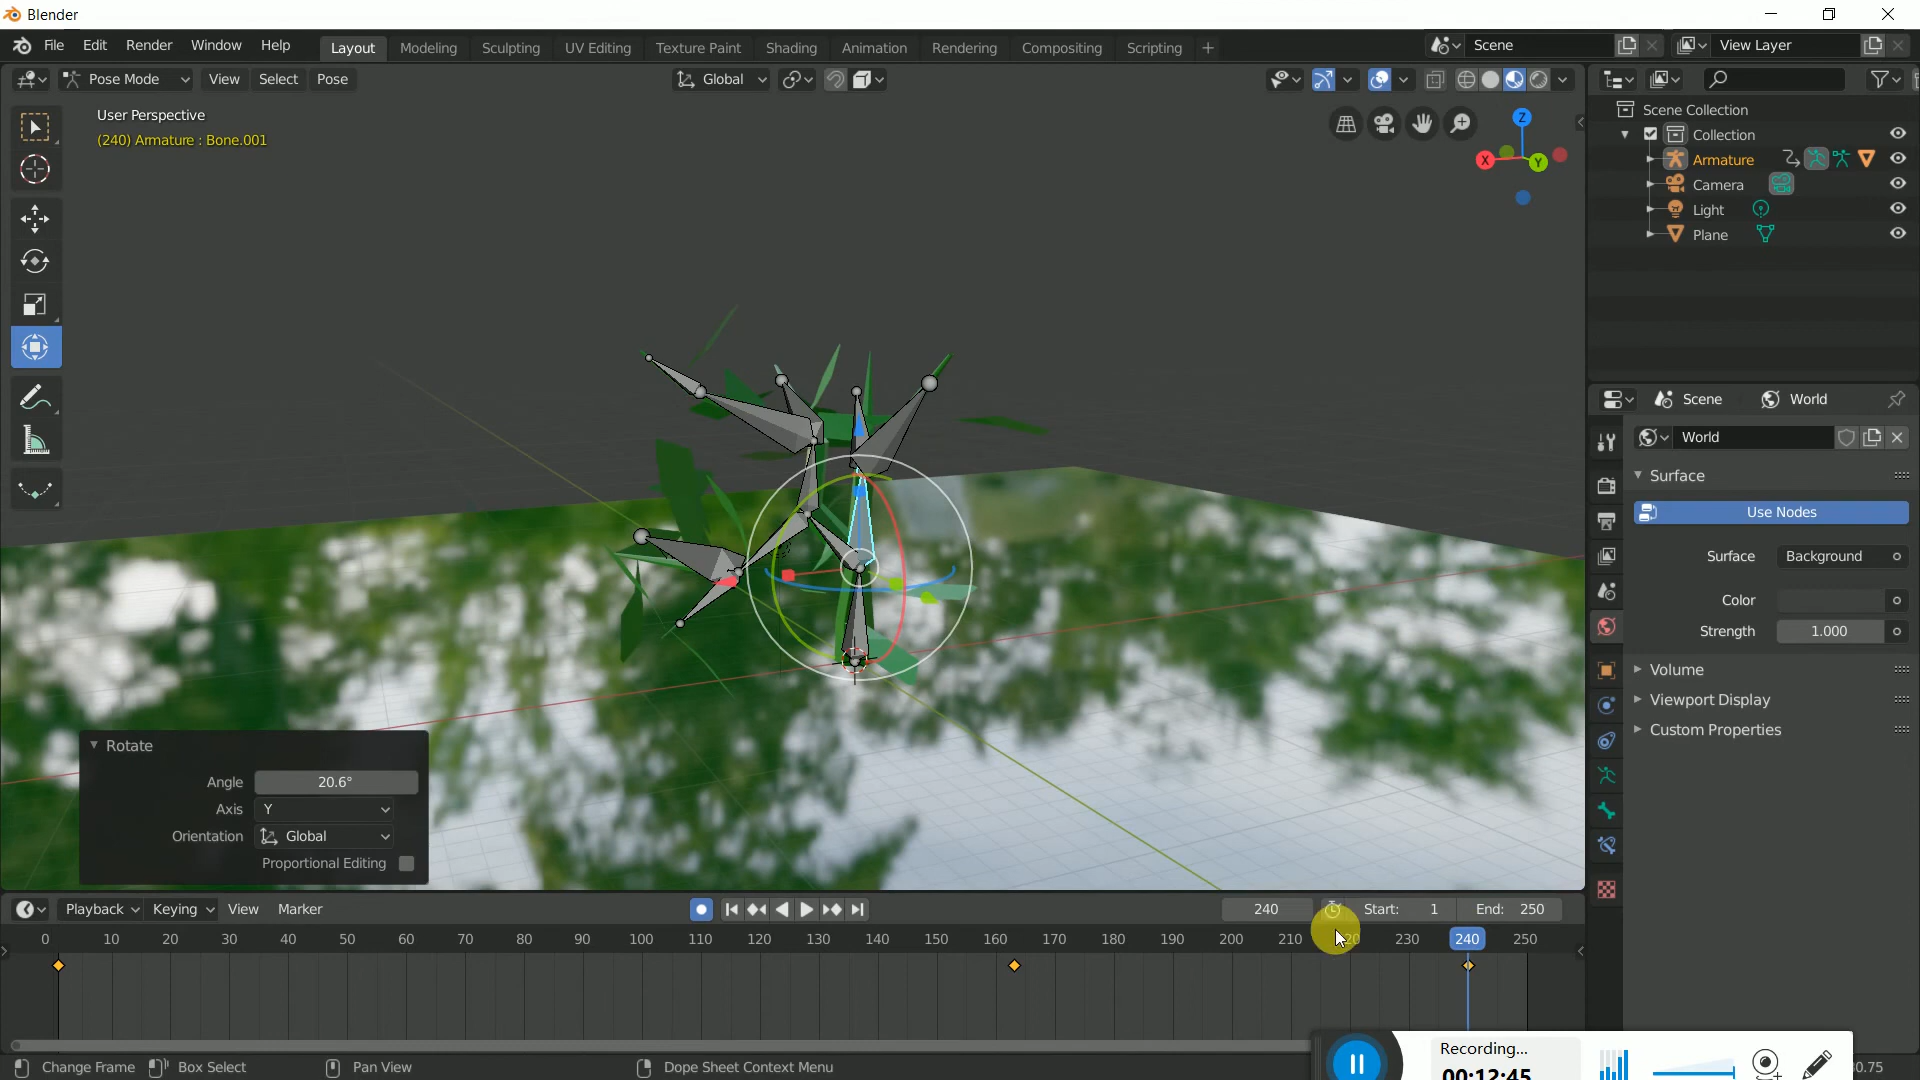 Blender
File Edit Render Window Help Layout Modeling Sculpting UV Editing Texture Paint Shading Animation Rendering Compositing Scripting + Scene View Layer
Pose Mode View Select Pose Global
User Perspective
(240) Armature : Bone.001
Z
X
Y
Scene Collection
Collection
Armature
Camera
Light
Plane
Scene World
World
Surface
Use Nodes
Surface Background
Color
Strength 1.000
Volume
Viewport Display
Custom Properties
Rotate
Angle 20.6°
Axis Y
Orientation Global
Proportional Editing
Playback Keying View Marker 240 Start: 1 End: 250
0 10 20 30 40 50 60 70 80 90 100 110 120 130 140 150 160 170 180 190 200 210 220 230 240 250
Change Frame Box Select Pan View Dope Sheet Context Menu
Recording...
00:12:45